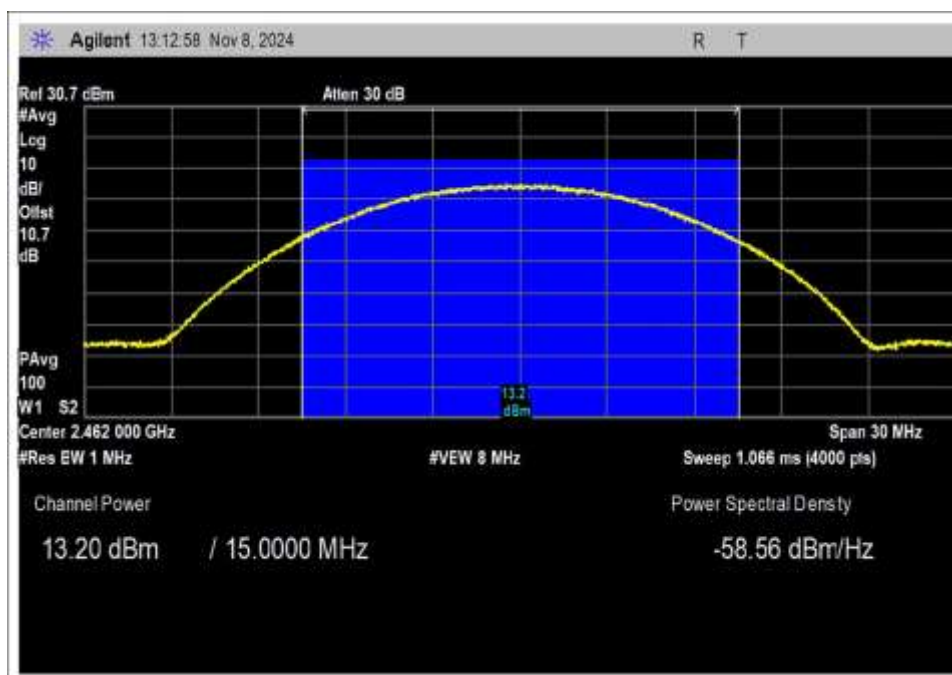 Agilent 13:12:58 Nov 8, 2024
R T
Ref 30.7 dBm
Atten 30 dB
#Avg
Log
10
dB/
Offst
10.7
dB
PAvg
100
W1 S2
13.2
dBm
Center 2.462 000 GHz
Span 30 MHz
#Res BW 1 MHz
#VBW 8 MHz
Sweep 1.066 ms (4000 pts)
Channel Power
Power Spectral Density
13.20 dBm / 15.0000 MHz
-58.56 dBm/Hz